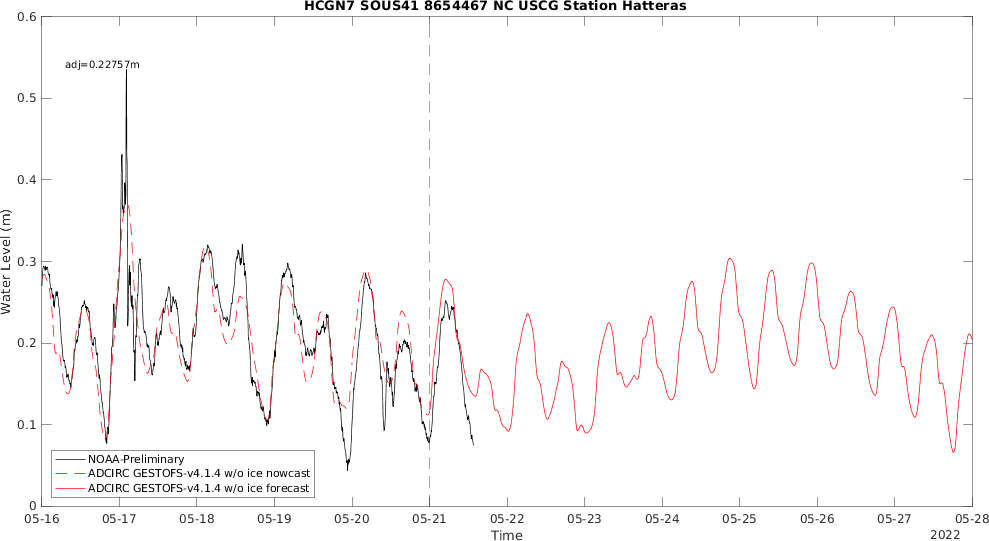 HCGN7 SOUS41 8654467 NC USCG Station Hatteras
adj=0.22757m
Water Level (m)
0.6
0.5
0.4
0.3
0.2
0.1
0
NOAA-Preliminary
ADCIRC GESTOFS-v4.1.4 w/o ice nowcast
ADCIRC GESTOFS-v4.1.4 w/o ice forecast
05-16 05-17 05-18 05-19 05-20 05-21 05-22 05-23 05-24 05-25 05-26 05-27 05-28
Time
2022